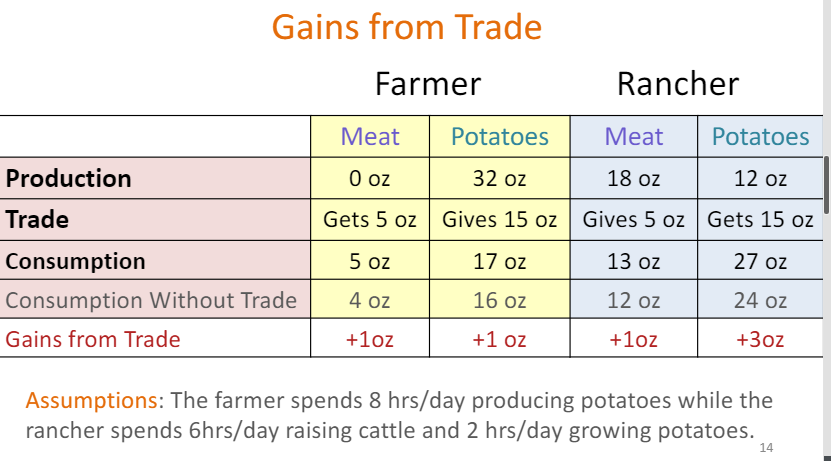 Gains from Trade
Farmer Rancher
Meat Potatoes Meat Potatoes
Production 0 oz 32 oz 18 oz 12 oz
Trade Gets 5 oz Gives 15 oz Gives 5 oz Gets 15 oz
Consumption 5 oz 17 oz 13 oz 27 oz
Consumption Without Trade 4 oz 16 oz 12 oz 24 oz
Gains from Trade +1oz +1 oz +1oz +3oz
Assumptions: The farmer spends 8 hrs/day producing potatoes while the
rancher spends 6hrs/day raising cattle and 2 hrs/day growing potatoes.
14